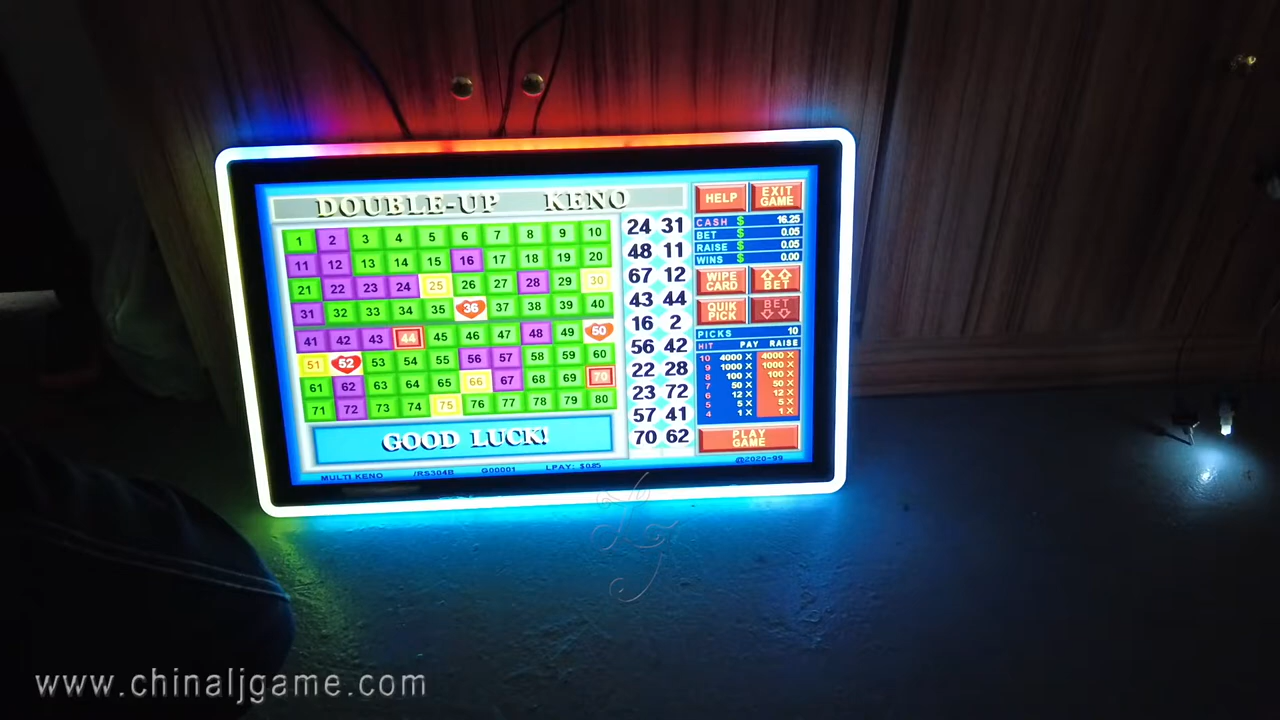 DOUBLE-UP KENO
HELP
EXIT GAME
1 2 3 4 5 6 7 8 9 10
11 12 13 14 15 16 17 18 19 20
21 22 23 24 25 26 27 28 29 30
31 32 33 34 35 36 37 38 39 40
41 42 43 44 45 46 47 48 49 50
51 52 53 54 55 56 57 58 59 60
61 62 63 64 65 66 67 68 69 70
71 72 73 74 75 76 77 78 79 80
24 31
48 11
67 12
43 44
16 2
56 42
22 28
23 72
57 41
70 62
CASH $ 16.25
BET $ 0.05
RAISE $ 0.05
WINS $ 0.00
WIPE CARD
BET
QUIK PICK
BET
PICKS 10
HIT PAY RAISE
10 4000 X 4000 X
9 1000 X 1000 X
8 100 X 100 X
7 50 X 50 X
6 12 X 12 X
5 5 X 5 X
4 1 X 1 X
PLAY GAME
GOOD LUCK!
MULTI KENO /RS304B G00001 LPAY: $0.85 @2020-99
LJ
www.chinaljgame.com